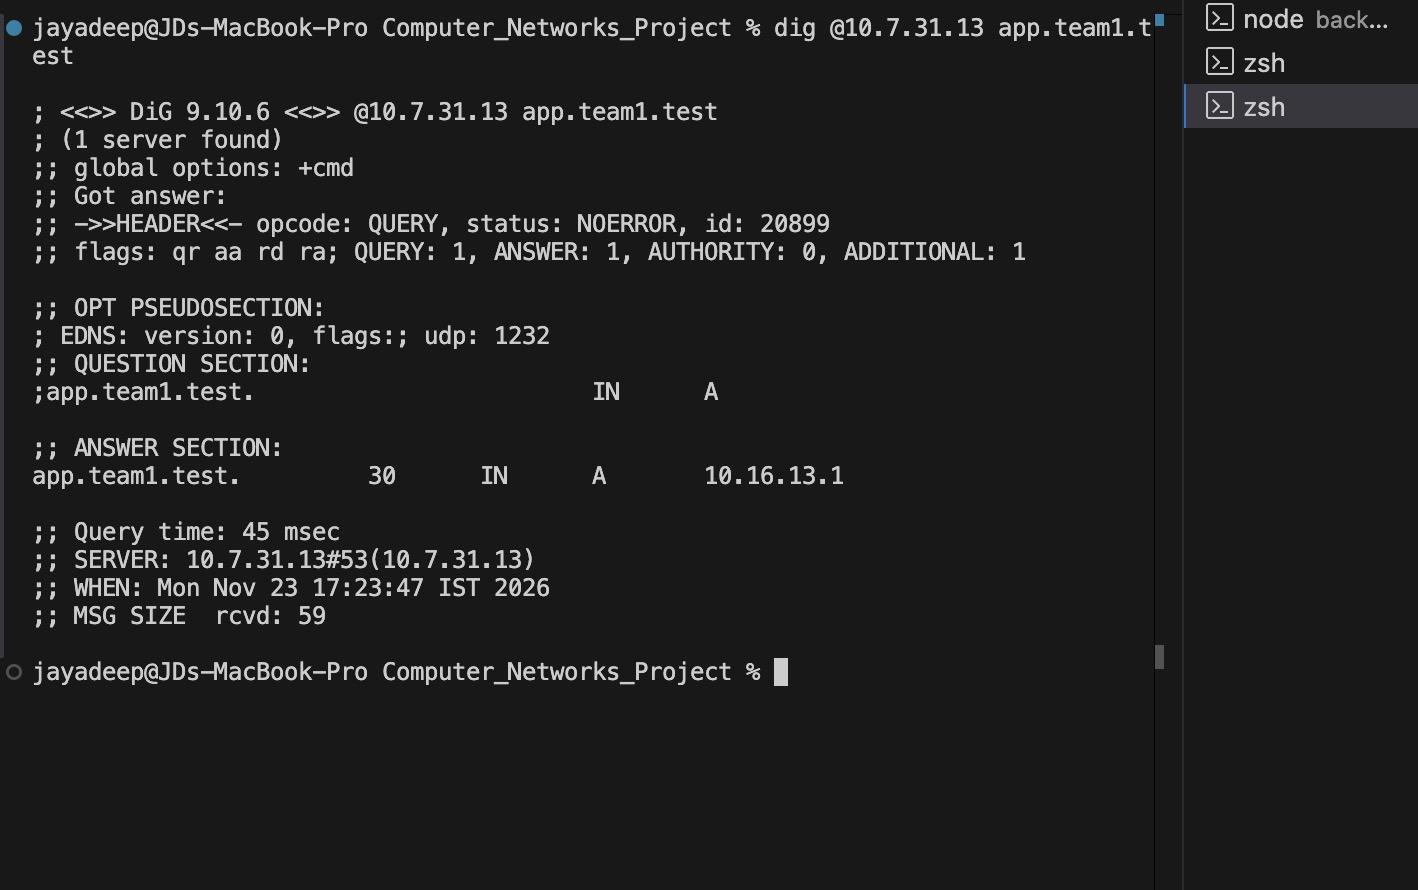 jayadeep@JDs-MacBook-Pro Computer_Networks_Project % dig @10.7.31.13 app.team1.t
est
; <<>> DiG 9.10.6 <<>> @10.7.31.13 app.team1.test
; (1 server found)
;; global options: +cmd
;; Got answer:
;; ->>HEADER<<- opcode: QUERY, status: NOERROR, id: 20899
;; flags: qr aa rd ra; QUERY: 1, ANSWER: 1, AUTHORITY: 0, ADDITIONAL: 1
;; OPT PSEUDOSECTION:
; EDNS: version: 0, flags:; udp: 1232
;; QUESTION SECTION:
;app.team1.test. IN A
;; ANSWER SECTION:
app.team1.test. 30 IN A 10.16.13.1
;; Query time: 45 msec
;; SERVER: 10.7.31.13#53(10.7.31.13)
;; WHEN: Mon Nov 23 17:23:47 IST 2026
;; MSG SIZE rcvd: 59
jayadeep@JDs-MacBook-Pro Computer_Networks_Project %
node back...
zsh
zsh